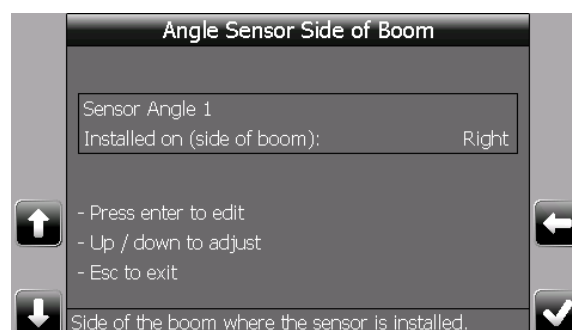 Angle Sensor Side of Boom
Sensor Angle 1
Installed on (side of boom): Right
- Press enter to edit
- Up / down to adjust
- Esc to exit
Side of the boom where the sensor is installed.